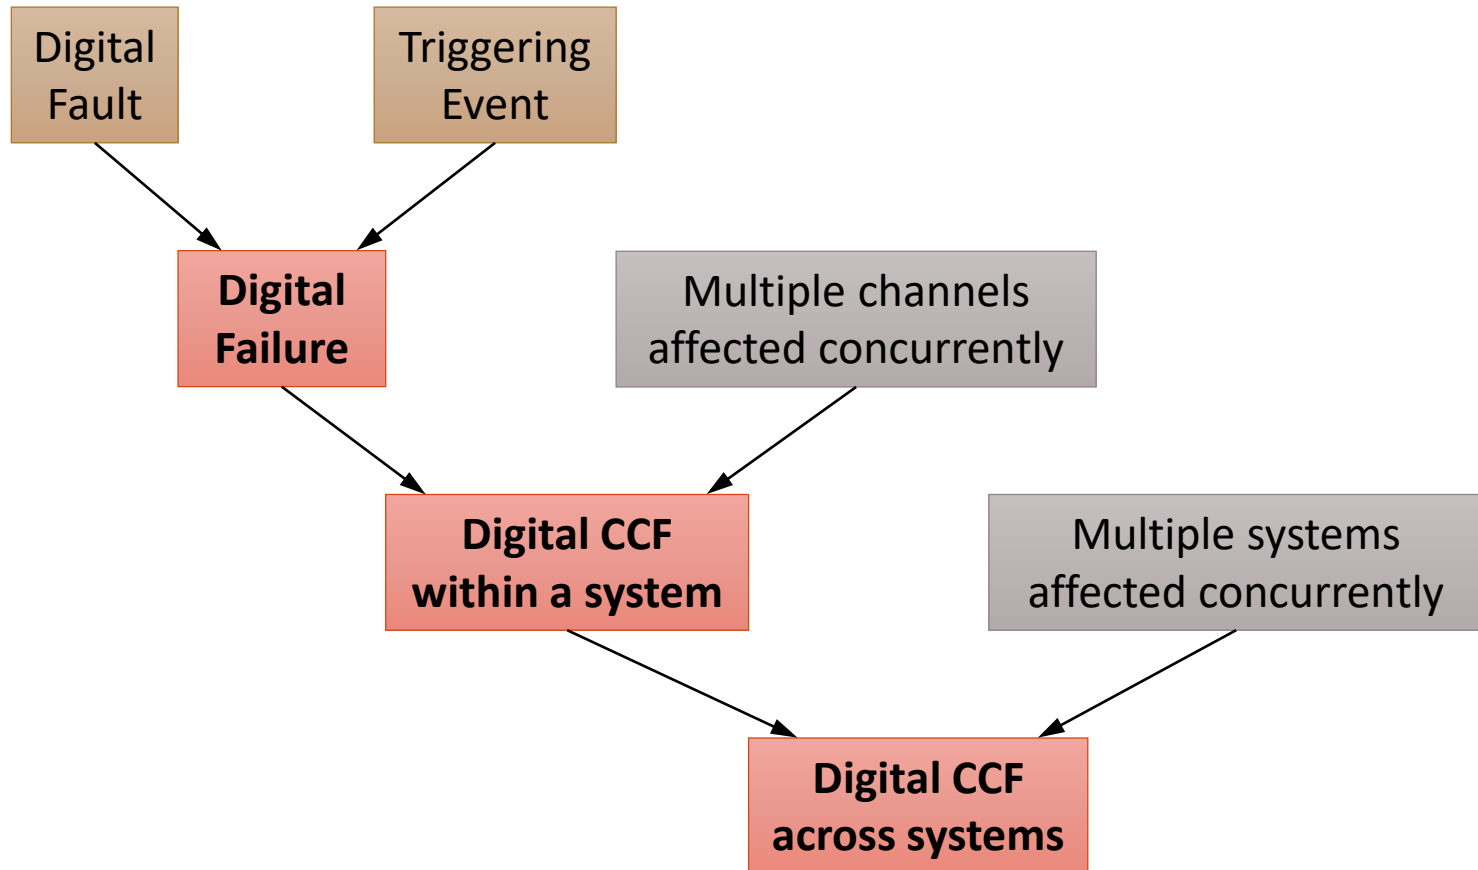 Digital
Fault
Triggering
Event
Digital
Failure
Multiple channels
affected concurrently
Digital CCF
within a system
Multiple systems
affected concurrently
Digital CCF
across systems